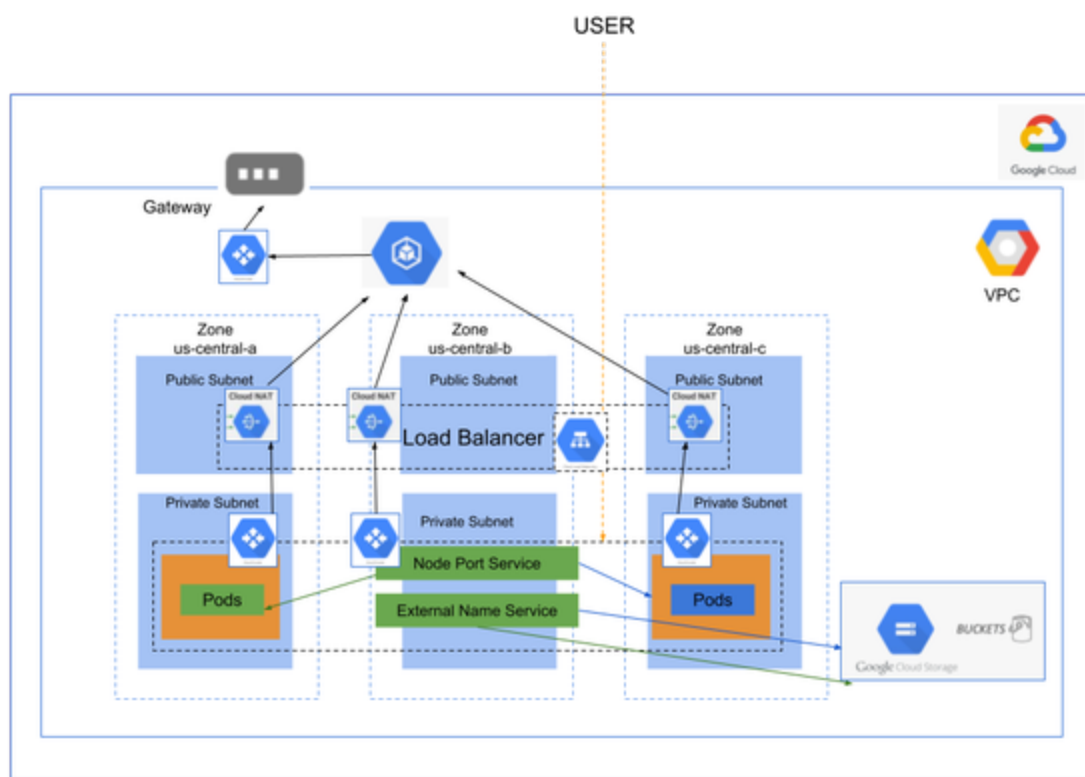 USER
Google Cloud
Gateway
VPC
Zone
us-central-a
Zone
us-central-b
Zone
us-central-c
Public Subnet
Public Subnet
Public Subnet
Cloud NAT
Cloud NAT
Cloud NAT
Load Balancer
Private Subnet
Private Subnet
Private Subnet
Node Port Service
Pods
Pods
External Name Service
BUCKETS
Google Cloud Storage